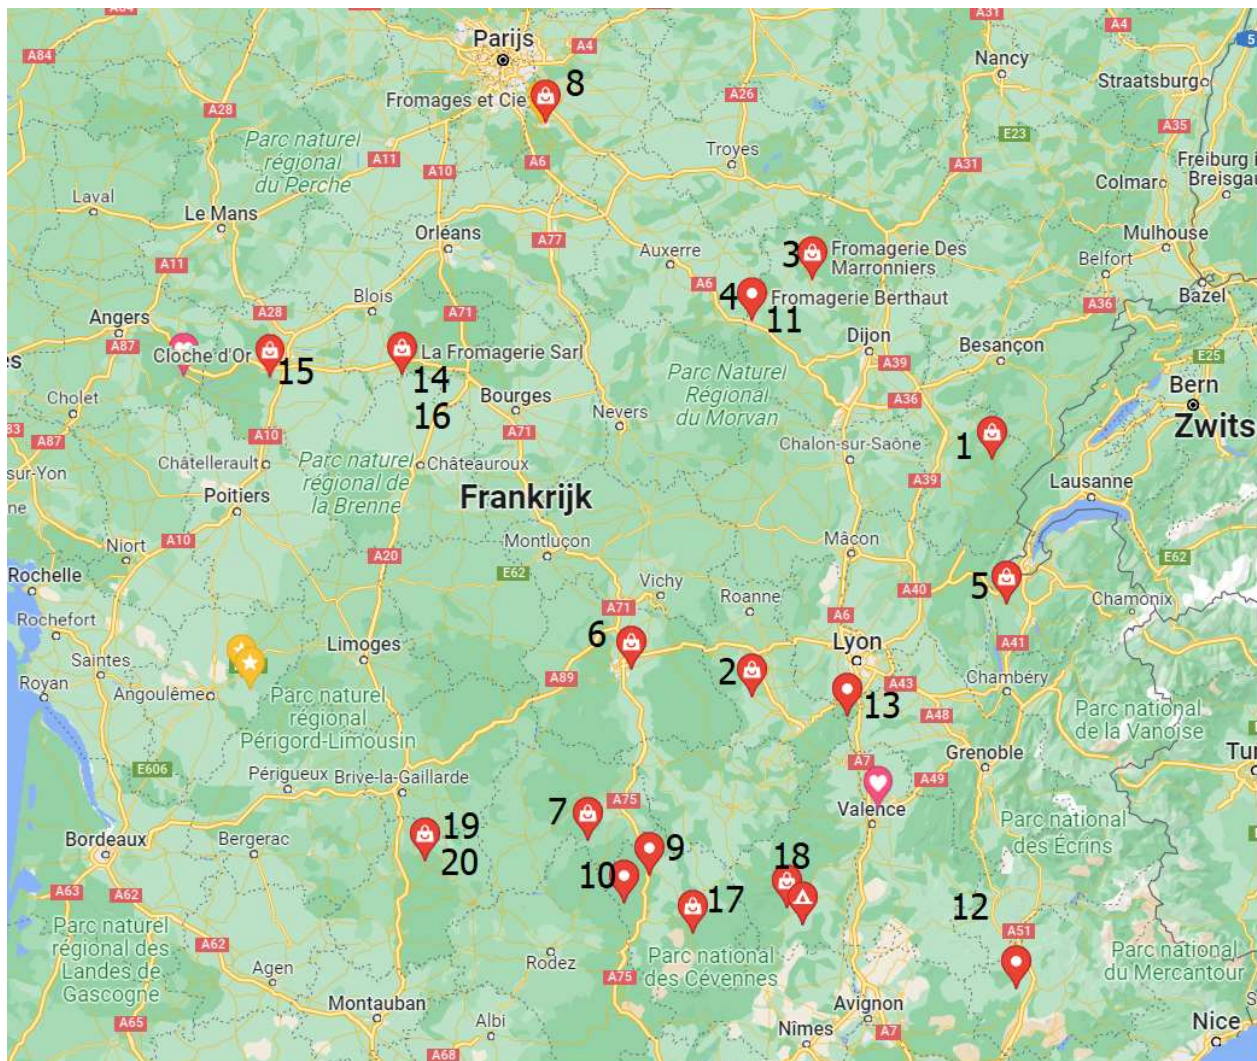 A31
A4
5
Parijs
A84
A84
A4
Nancy
Straatsburg
A28
Fromages et Cie
8
A26
A35
E23
Parc naturel
régional
du Perche
A11
A10
A6
Troyes
A31
Freiburg i
Breisgau
Colmar
Laval
Le Mans
Orléans
A77
Auxerre
3
Fromagerie Des
Marronniers
Mulhouse
A11
A6
Belfort
Bazel
4
Fromagerie Berthaut
11
A36
Angers
A28
Blois
A71
Dijon
Besançon
A87
Cloche d'Or
15
La Fromagerie Sarl
14
16
A39
E25
Bern
Cholet
Bourges
Parc Naturel
Régional
du Morvan
A36
Zwits
A87
A10
A71
Nevers
Chalon-sur-Saône
1
Châtellerault
Parc naturel
régional de
la Brenne
Châteauroux
sur-Yon
Poitiers
Frankrijk
A39
Lausanne
Niort
A10
A20
Montluçon
Mâcon
E62
E62
Rochelle
Vichy
Roanne
A40
5
Chamonix
Rochefort
A71
A6
Limoges
6
Lyon
A41
Saintes
Royan
Angoulême
A89
2
A43
Chambéry
Parc naturel
régional
Périgord-Limousin
13
A48
Parc national
de la Vanoise
E606
Périgueux
Brive-la-Gaillarde
A7
A49
Grenoble
7
A75
Valence
Parc national
des Écrins
Bordeaux
Bergerac
19
20
9
10
18
17
12
A63
A62
Parc naturel
régional des
Landes de
Gascogne
A62
Agen
Rodez
Parc national
des Cévennes
A51
Parc national
du Mercantour
A75
A51
Montauban
Albi
Avignon
A65
A68
Nîmes
A7
Nice